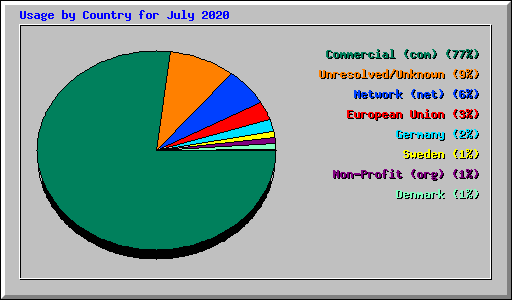 Usage by Country for July 2020
Commercial (com) (77%)
Unresolved/Unknown (9%)
Network (net) (6%)
European Union (3%)
Germany (2%)
Sweden (1%)
Non-Profit (org) (1%)
Denmark (1%)